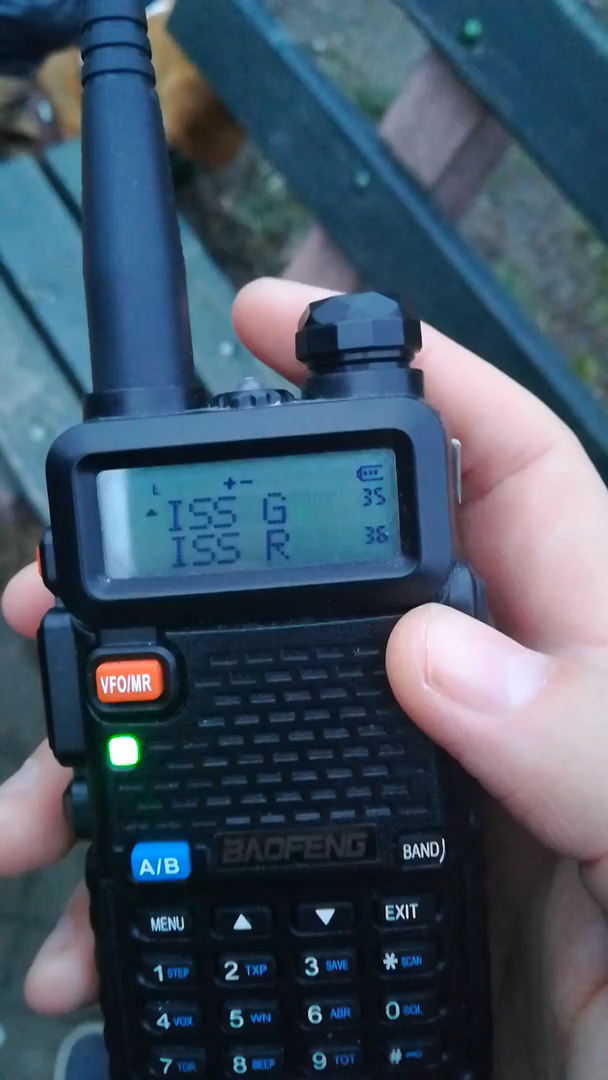 L + -
ISS G 35
ISS R 36
VFO/MR
A/B BAOFENG BAND
MENU ▲ ▼ EXIT
1 STEP 2 TXP 3 SAVE * SCAN
4 VOX 5 WN 6 ABR 0 SQL
7 TDR 8 BEEP 9 TOT #